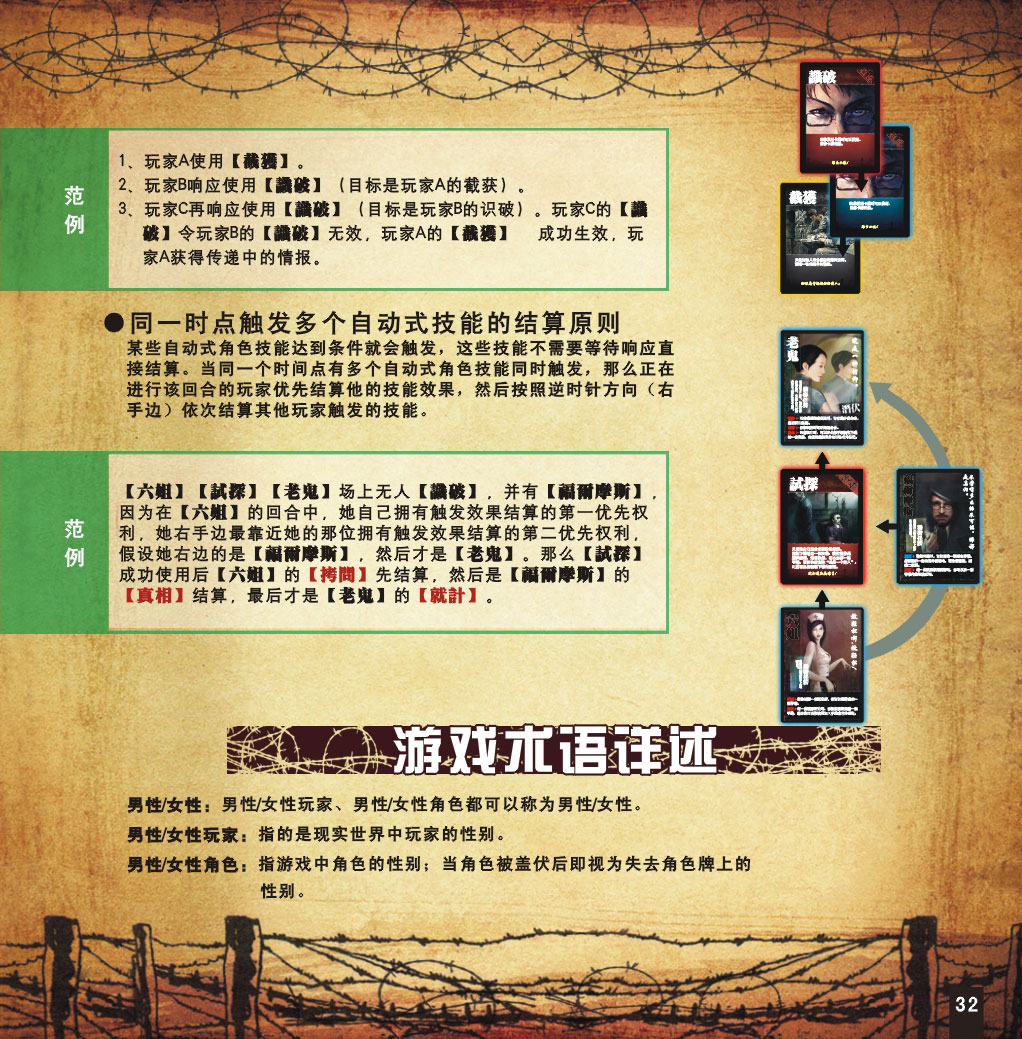 范
例
1、玩家A使用【截獲】。
2、玩家B响应使用【識破】（目标是玩家A的截获）。
3、玩家C再响应使用【識破】（目标是玩家B的识破）。玩家C的【識
破】令玩家B的【識破】无效，玩家A的【截獲】 成功生效，玩
家A获得传递中的情报。
識破
截獲
●同一时点触发多个自动式技能的结算原则
某些自动式角色技能达到条件就会触发，这些技能不需要等待响应直
接结算。当同一个时间点有多个自动式角色技能同时触发，那么正在
进行该回合的玩家优先结算他的技能效果，然后按照逆时针方向（右
手边）依次结算其他玩家触发的技能。
老鬼
潜伏
試探
范
例
【六姐】【試探】【老鬼】场上无人【識破】，并有【福爾摩斯】，
因为在【六姐】的回合中，她自己拥有触发效果结算的第一优先权
利，她右手边最靠近她的那位拥有触发效果结算的第二优先权利，
假设她右边的是【福爾摩斯】，然后才是【老鬼】。那么【試探】
成功使用后【六姐】的【拷問】先结算，然后是【福爾摩斯】的
【真相】结算，最后才是【老鬼】的【就計】。
游戏术语详述
男性/女性：男性/女性玩家、男性/女性角色都可以称为男性/女性。
男性/女性玩家：指的是现实世界中玩家的性别。
男性/女性角色：指游戏中角色的性别；当角色被盖伏后即视为失去角色牌上的
性别。
32